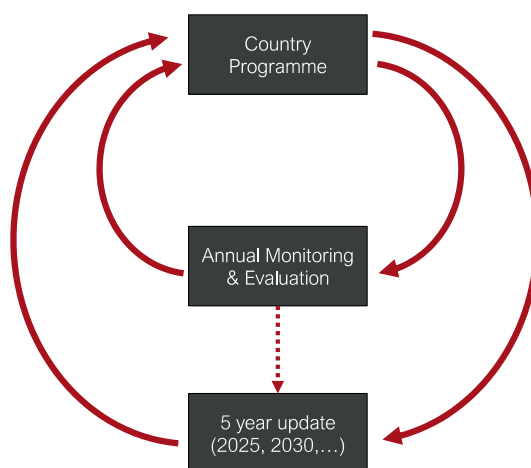 Country
Programme
Annual Monitoring
& Evaluation
5 year update
(2025, 2030,...)